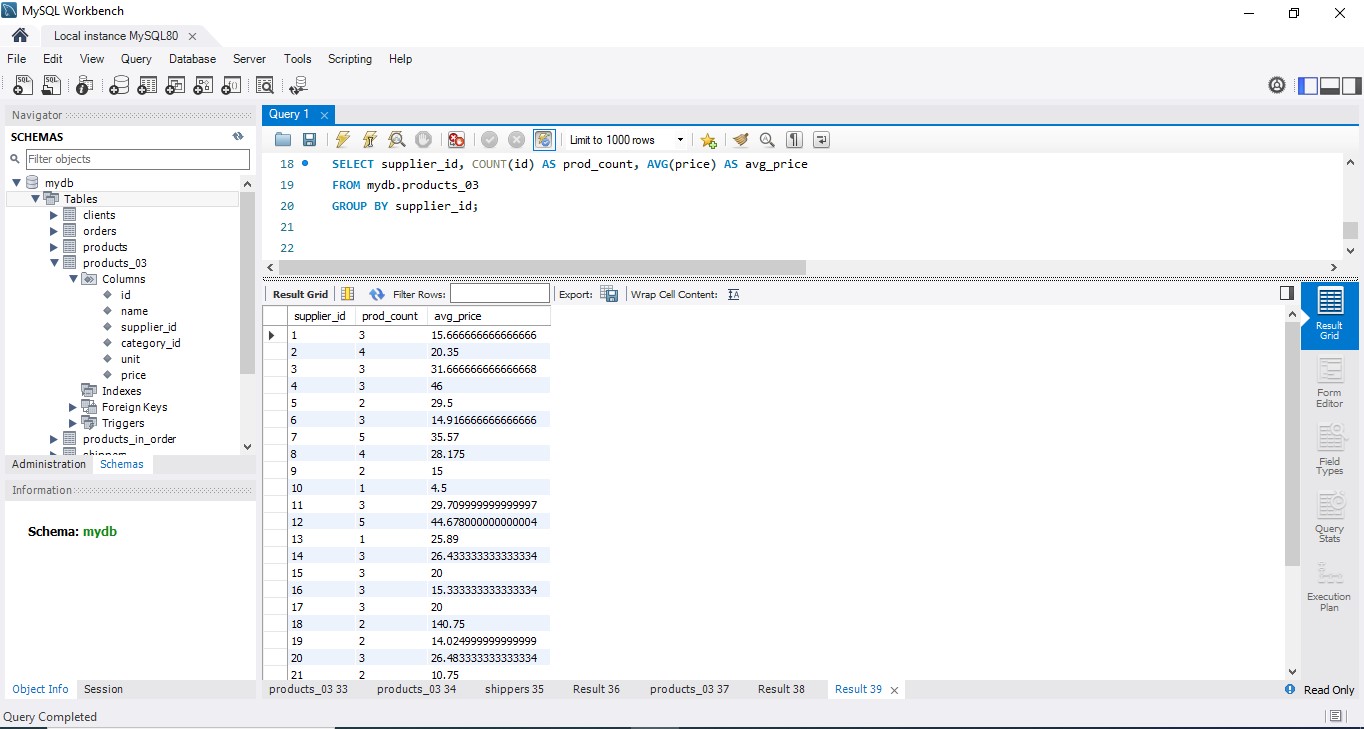 MySQL Workbench
Local instance MySQL80
File Edit View Query Database Server Tools Scripting Help
Navigator
SCHEMAS
Filter objects
mydb
Tables
clients
orders
products
products_03
Columns
id
name
supplier_id
category_id
unit
price
Indexes
Foreign Keys
Triggers
products_in_order
shippers
Administration Schemas
Information
Schema: mydb
Object Info Session
Query Completed
Query 1
Limit to 1000 rows
18 SELECT supplier_id, COUNT(id) AS prod_count, AVG(price) AS avg_price
19 FROM mydb.products_03
20 GROUP BY supplier_id;
21
22
Result Grid Filter Rows: Export: Wrap Cell Content: IA
supplier_id prod_count avg_price
1 3 15.666666666666666
2 4 20.35
3 3 31.666666666666668
4 3 46
5 2 29.5
6 3 14.916666666666666
7 5 35.57
8 4 28.175
9 2 15
10 1 4.5
11 3 29.709999999999997
12 5 44.678000000000004
13 1 25.89
14 3 26.433333333333334
15 3 20
16 3 15.333333333333334
17 3 20
18 2 140.75
19 2 14.024999999999999
20 3 26.483333333333334
21 2 10.75
Result
Grid
Form
Editor
Field
Types
Query
Stats
Execution
Plan
products_03 33 products_03 34 shippers 35 Result 36 products_03 37 Result 38 Result 39
Read Only